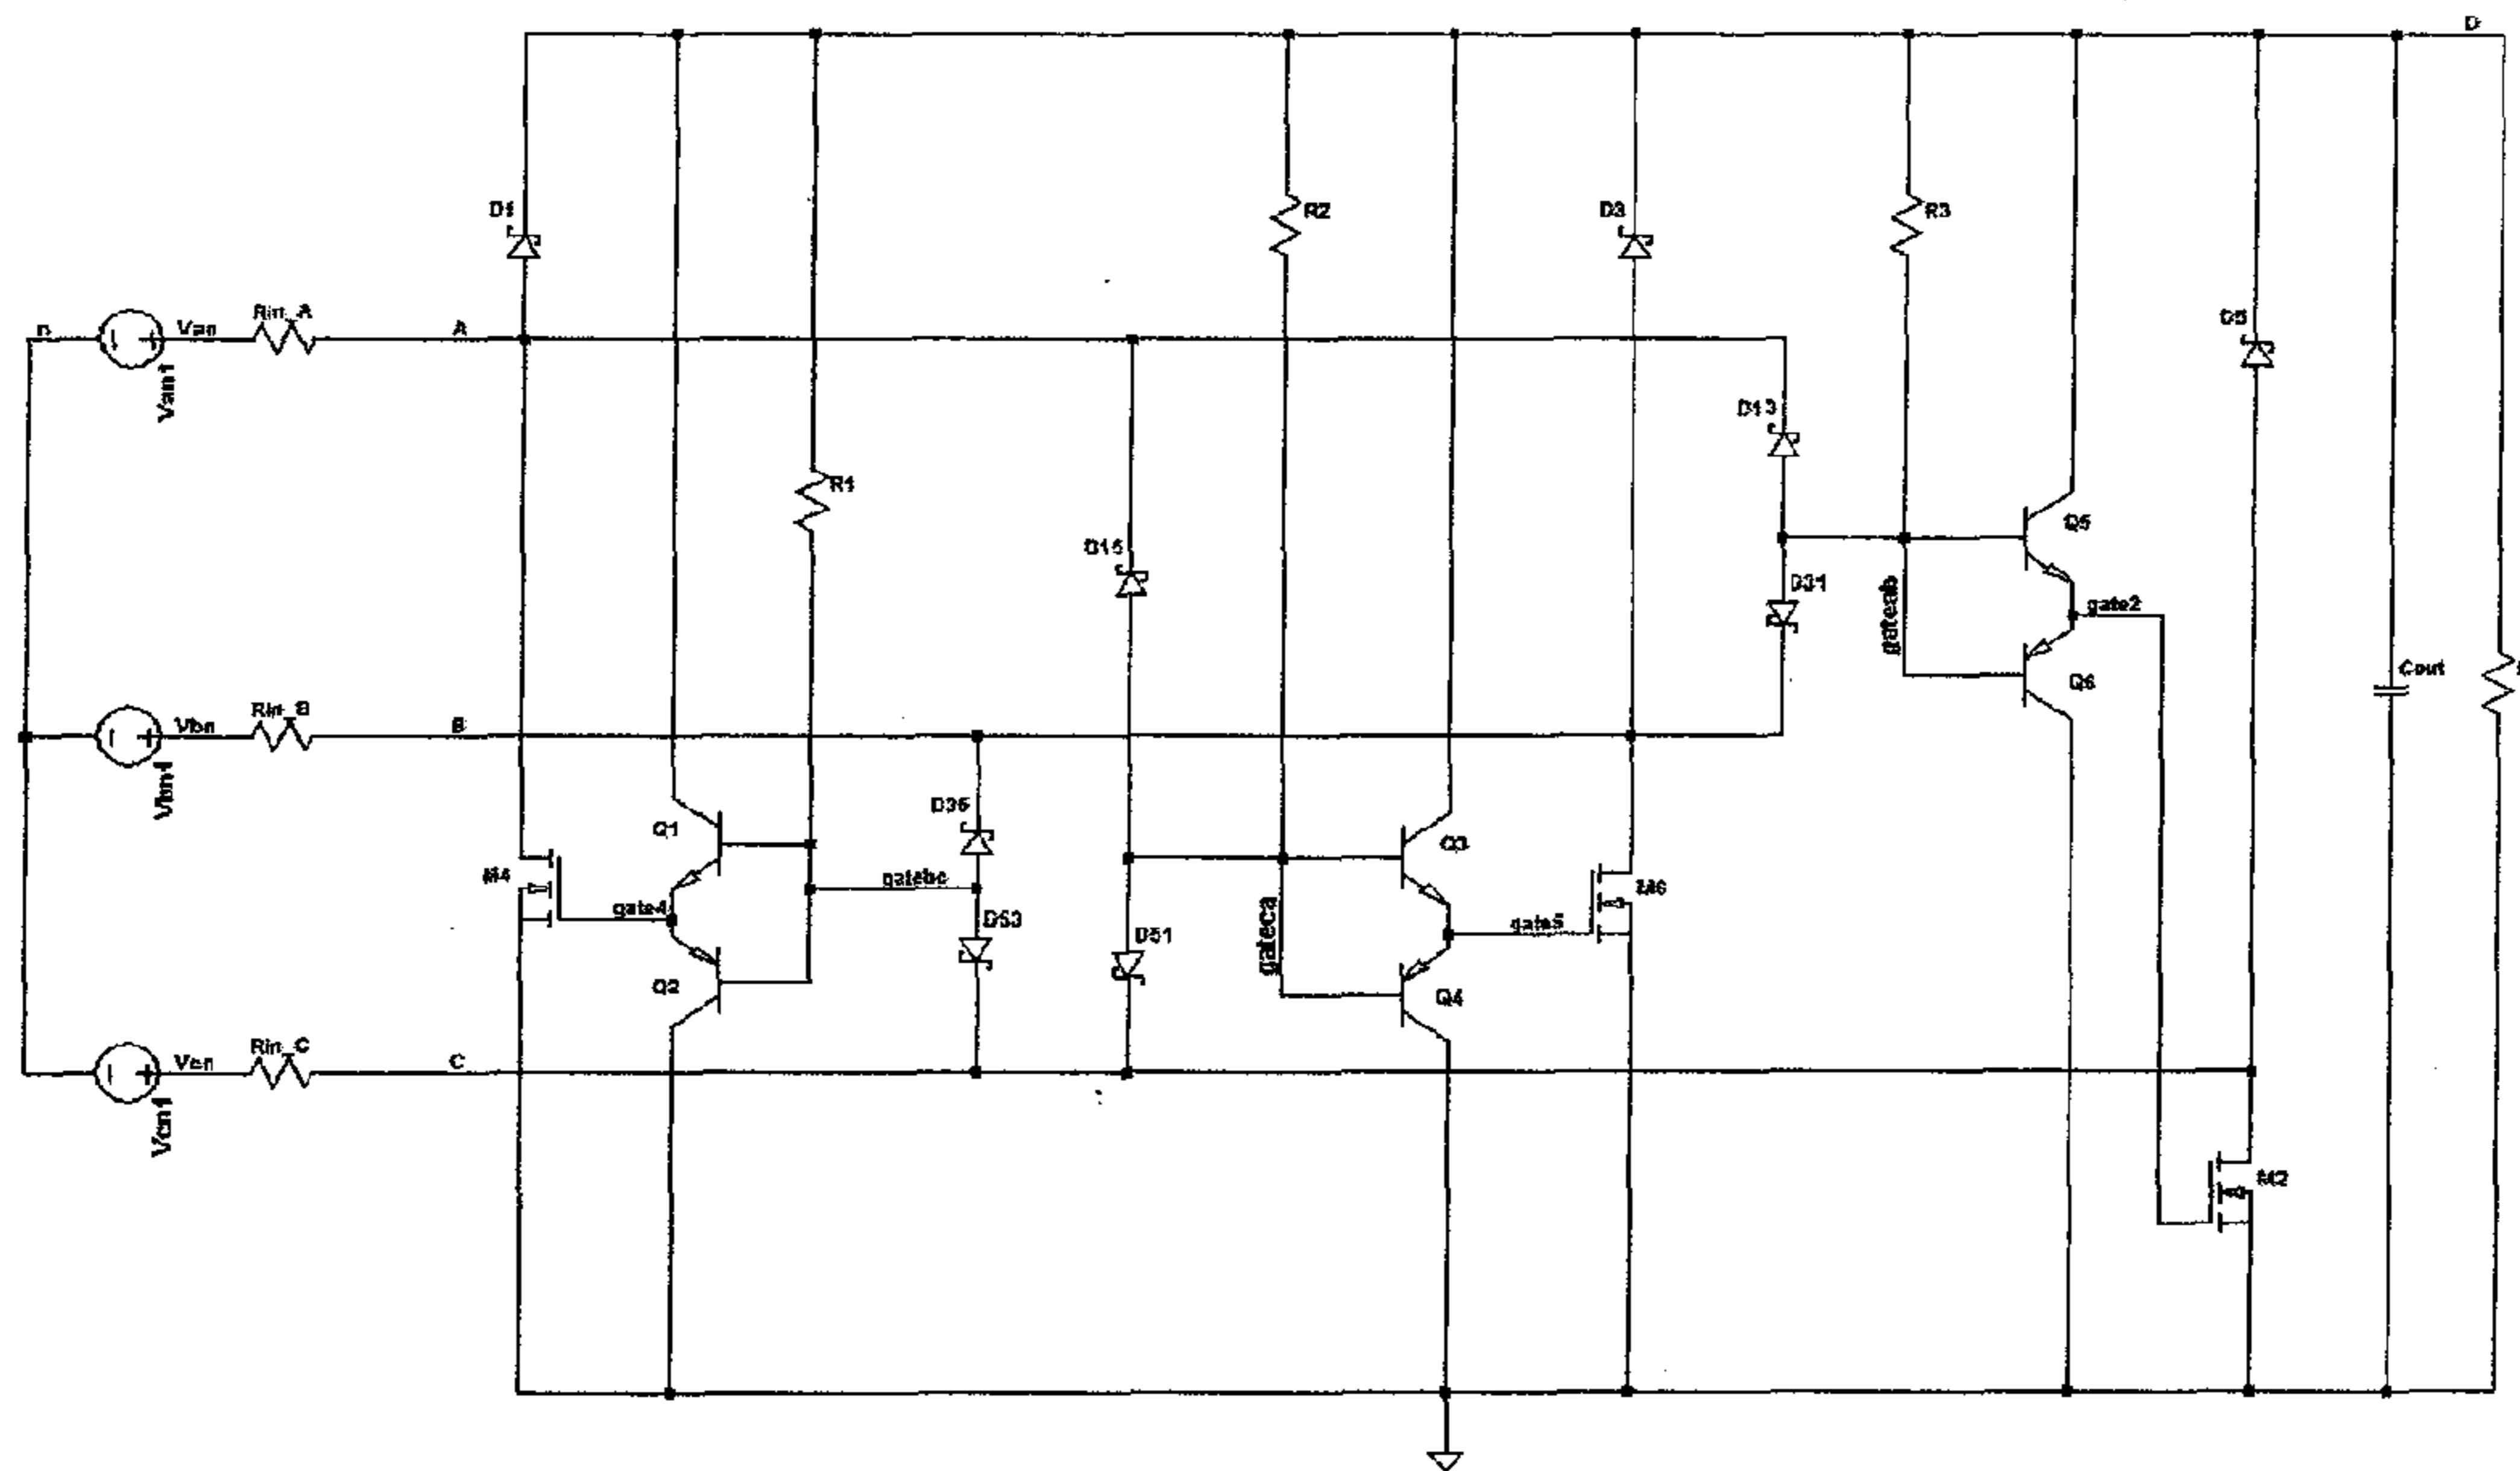 D
D1
R2
D3
R3
n
Van
Rin_A
A
Van1
D5
D13
R1
Q5
D15
D31
gate2
gateab
Q6
Cout
Vbn
Rin_B
B
Vbn1
D35
Q1
Q3
M4
gatebc
M6
gate4
D53
D51
gateca
Q2
Q4
Vcn
Rin_C
C
Vcn1
M2